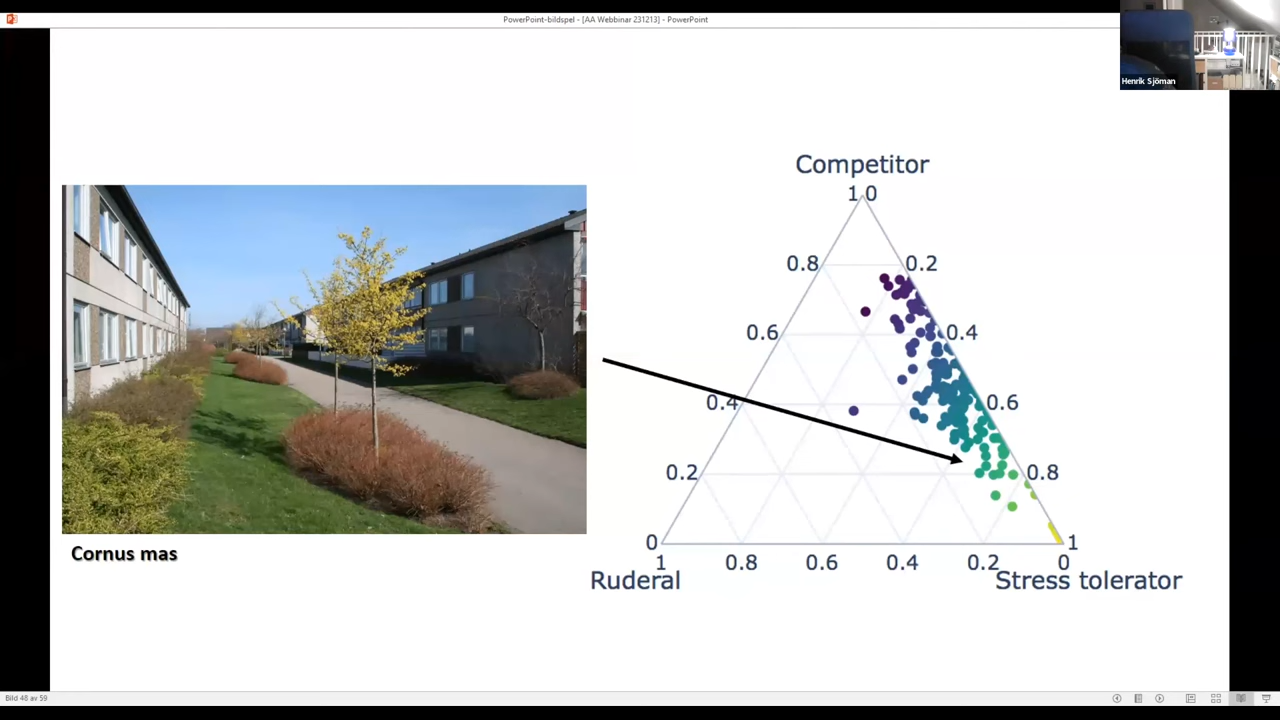 PowerPoint-bildspel - [AA Webbinar 231213] - PowerPoint
Henrik Sjöman
Competitor
1.0
0.8
0.2
0.6
0.4
0.4
0.6
0.2
0.8
0
1
1
0.8
0.6
0.4
0.2
0
Ruderal
Stress tolerator
Cornus mas
Bild 48 av 59